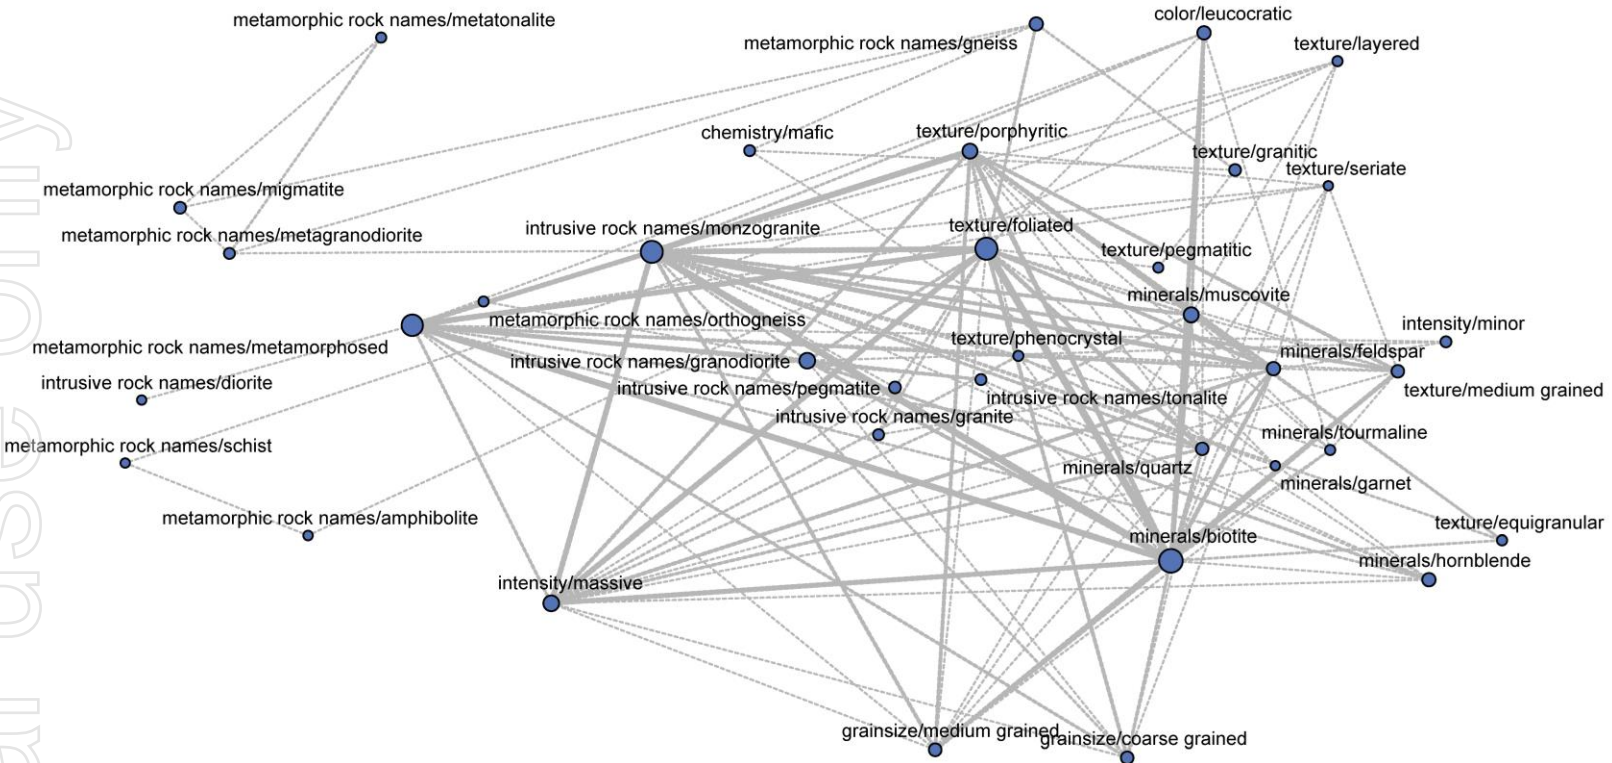 metamorphic rock names/metatonalite
color/leucocratic
metamorphic rock names/gneiss
texture/layered
chemistry/mafic
texture/porphyritic
texture/granitic
texture/seriate
metamorphic rock names/migmatite
metamorphic rock names/metagranodiorite
intrusive rock names/monzogranite
texture/foliated
texture/pegmatitic
minerals/muscovite
metamorphic rock names/orthogneiss
intensity/minor
metamorphic rock names/metamorphosed
texture/phenocrystal
minerals/feldspar
intrusive rock names/granodiorite
intrusive rock names/diorite
intrusive rock names/pegmatite
texture/medium grained
intrusive rock names/tonalite
intrusive rock names/granite
minerals/tourmaline
metamorphic rock names/schist
minerals/quartz
minerals/garnet
metamorphic rock names/amphibolite
texture/equigranular
minerals/biotite
minerals/hornblende
intensity/massive
grainsize/medium grained
grainsize/coarse grained
al use only